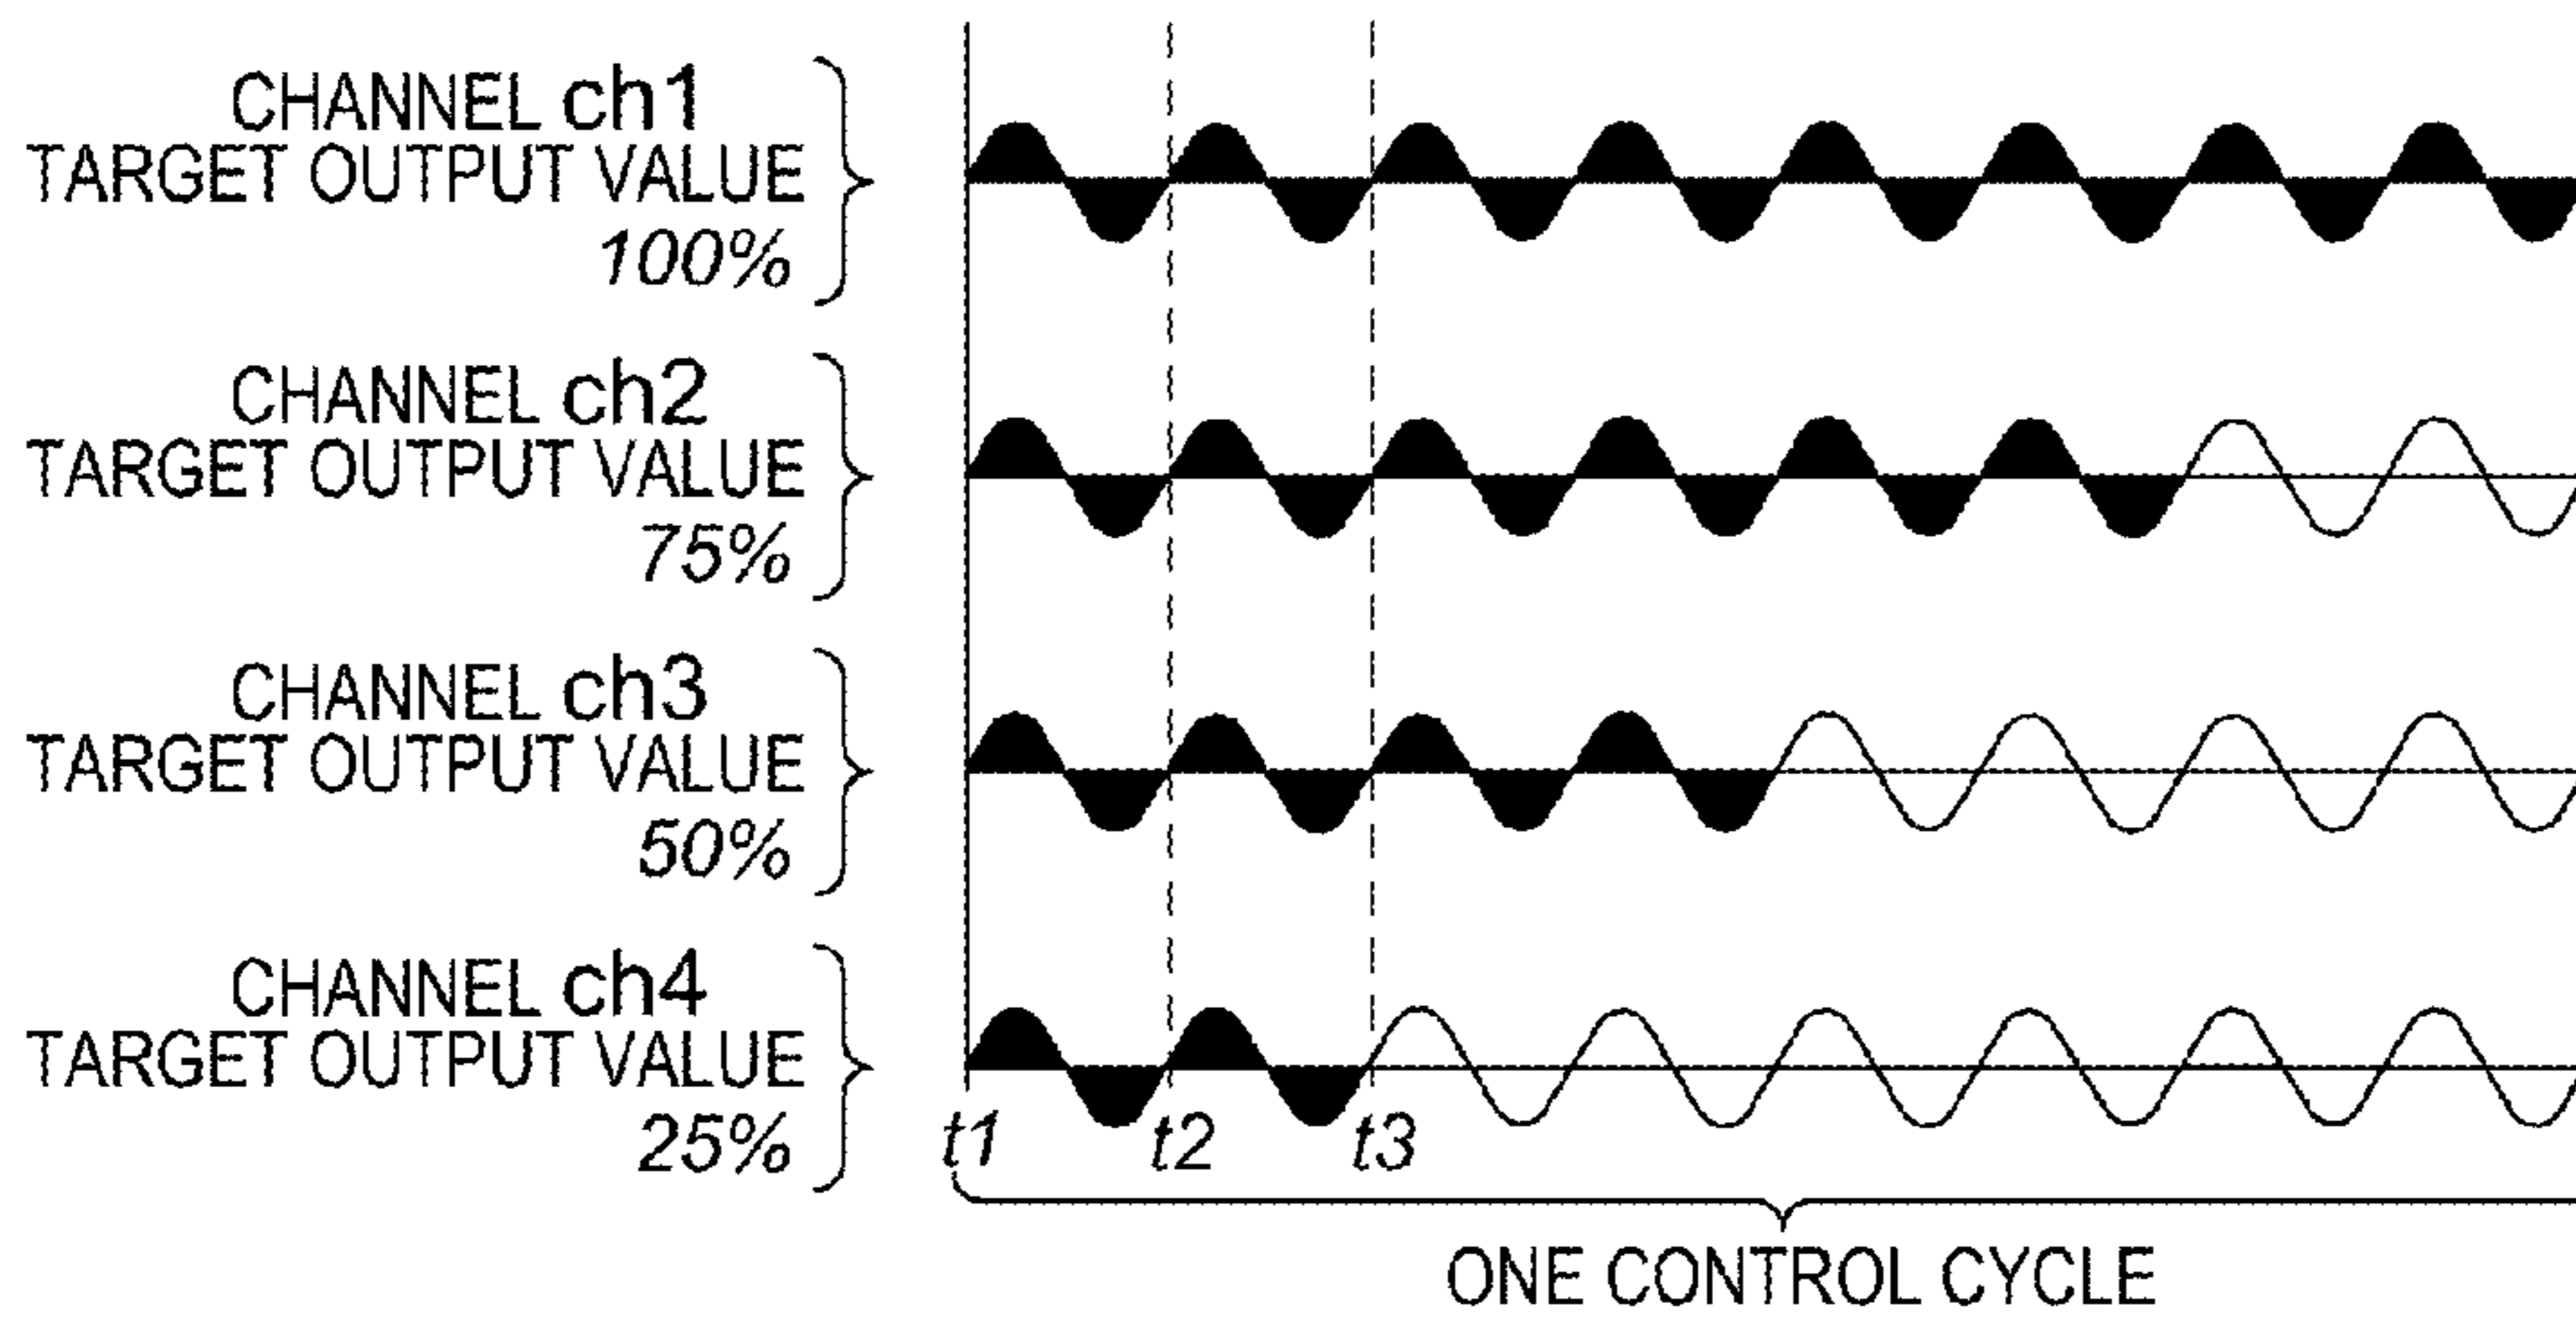 CHANNEL ch1
TARGET OUTPUT VALUE
100%
CHANNEL ch2
TARGET OUTPUT VALUE
75%
CHANNEL ch3
TARGET OUTPUT VALUE
50%
CHANNEL ch4
TARGET OUTPUT VALUE
25%
t1 t2 t3
ONE CONTROL CYCLE